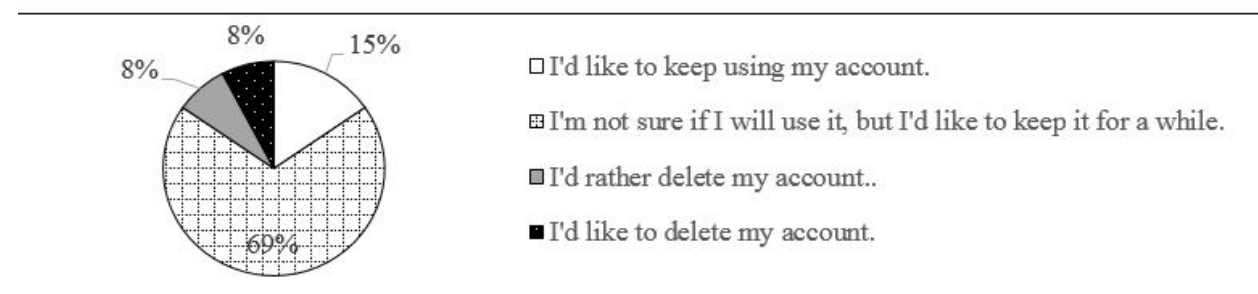 8%
15%
8%
69%
I'd like to keep using my account.
I'm not sure if I will use it, but I'd like to keep it for a while.
I'd rather delete my account..
I'd like to delete my account.